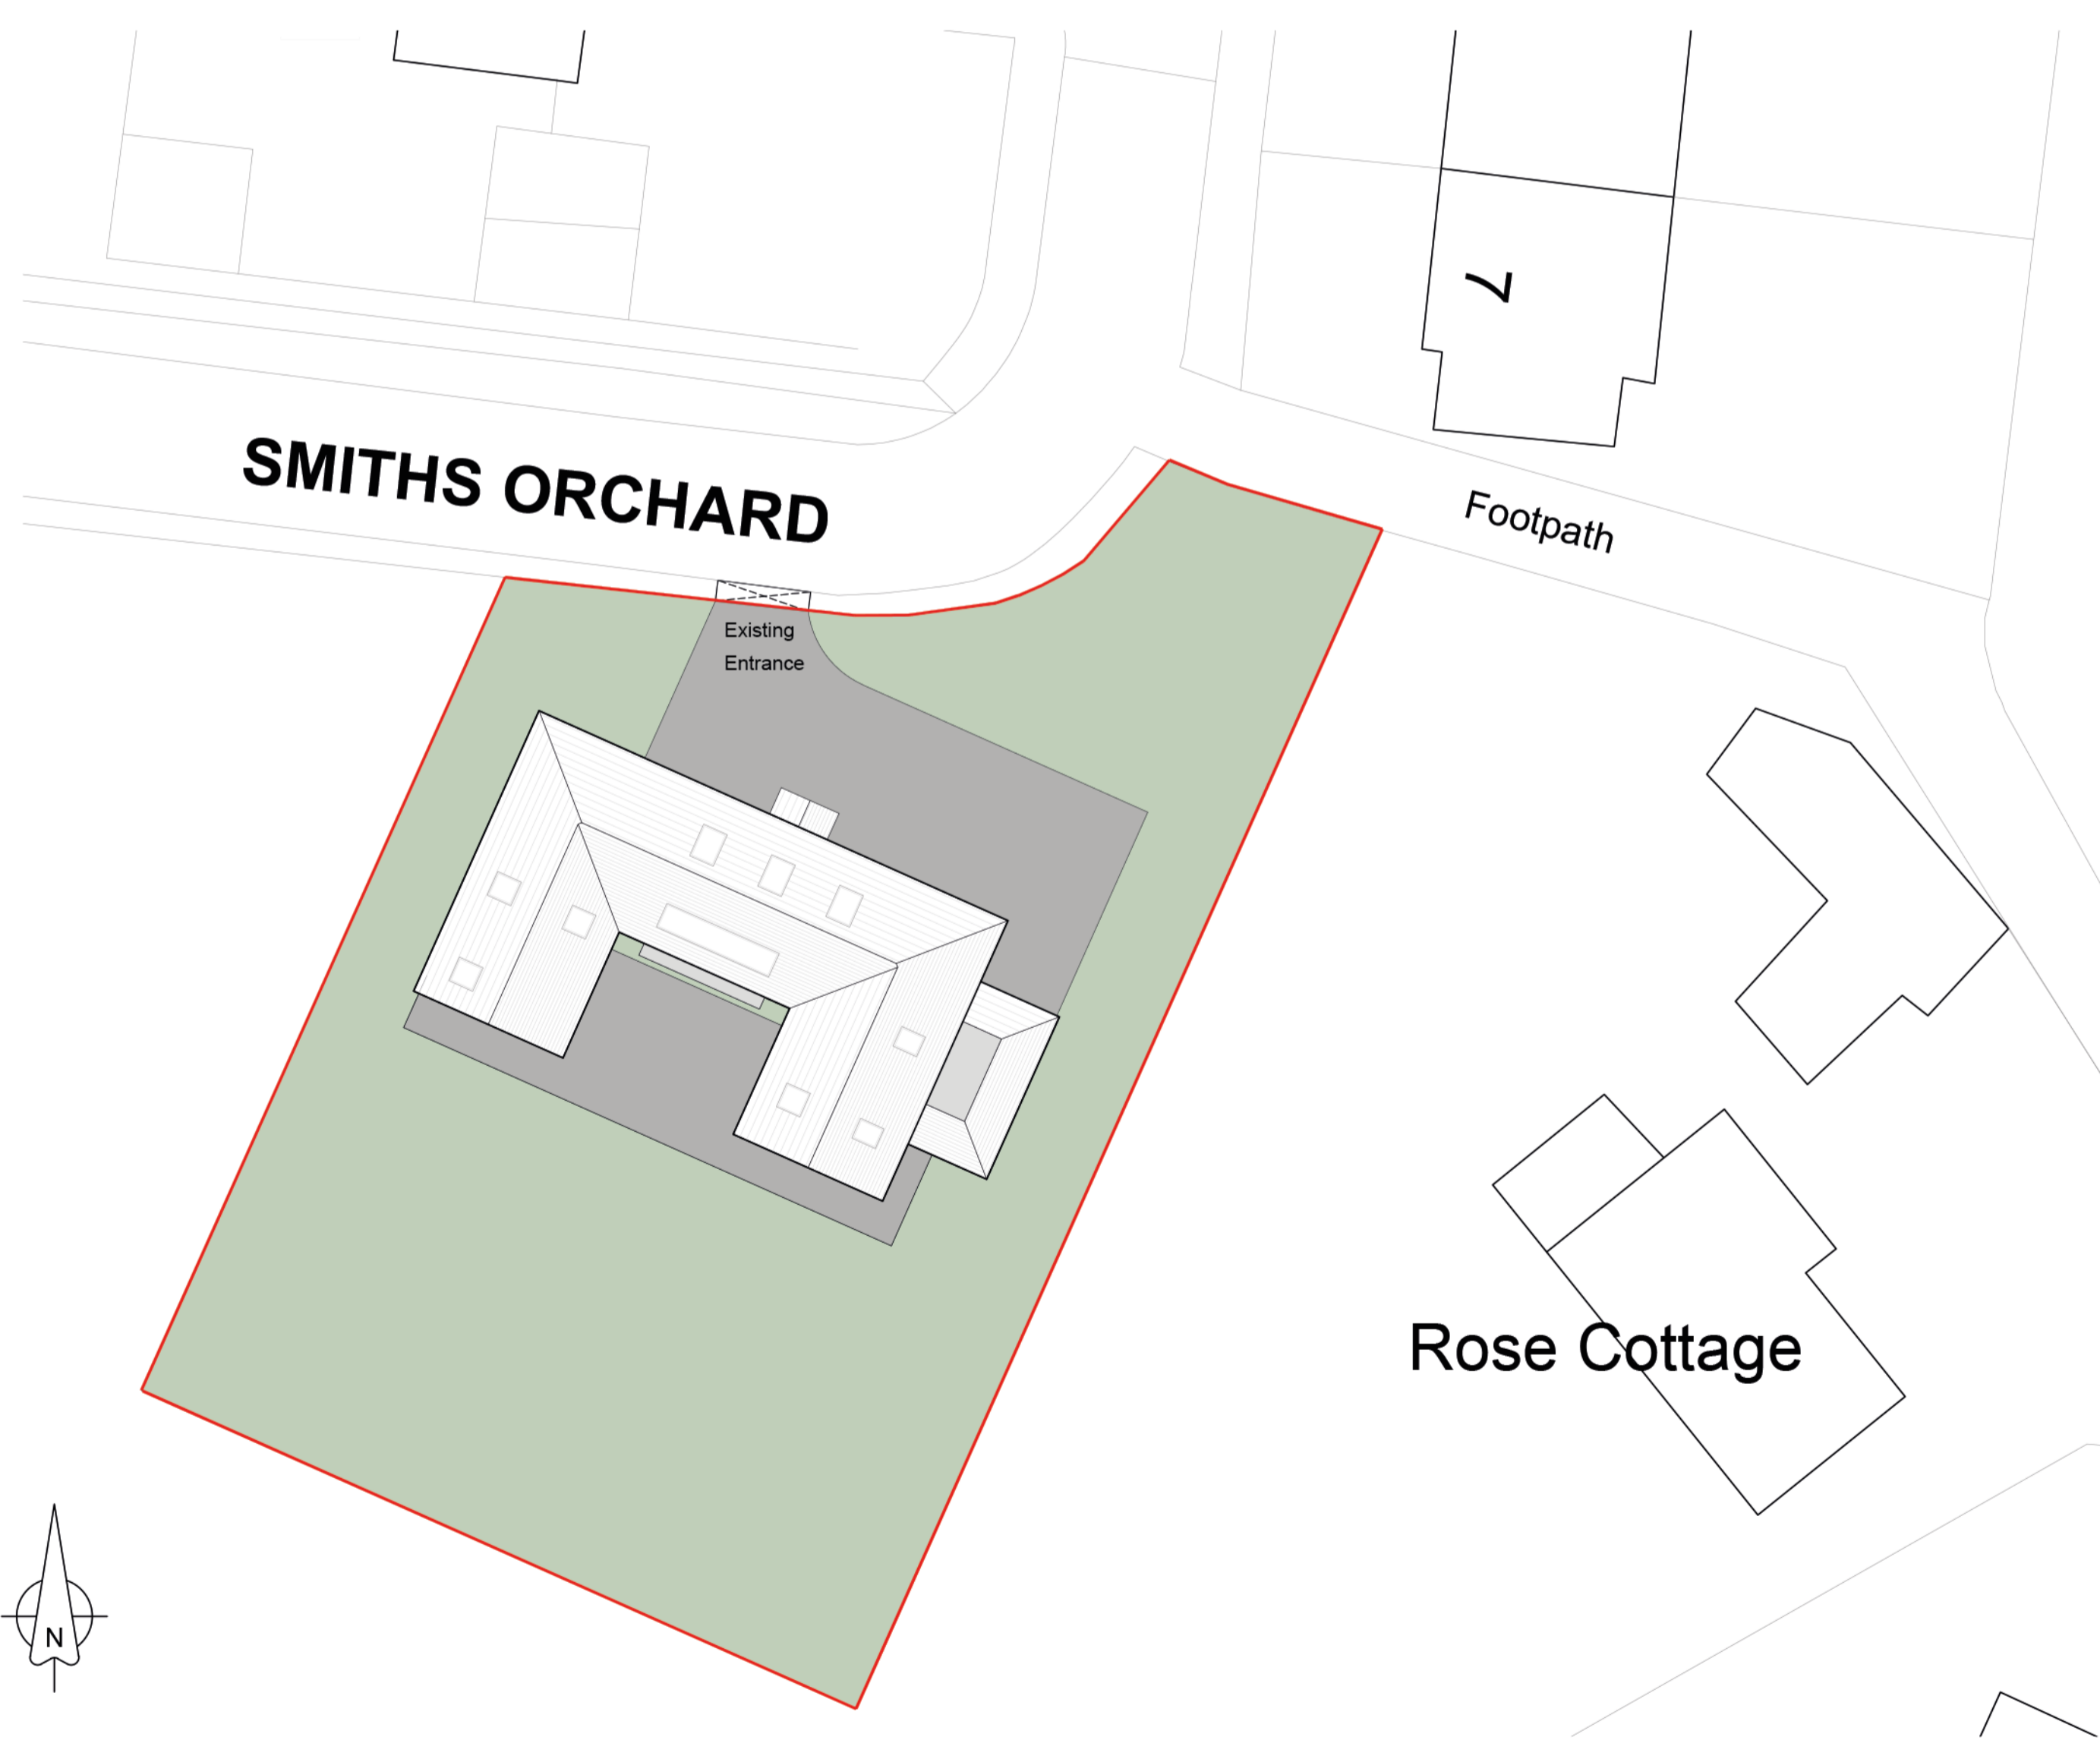 7
SMITHS ORCHARD
Footpath
Existing
Entrance
Rose Cottage
N